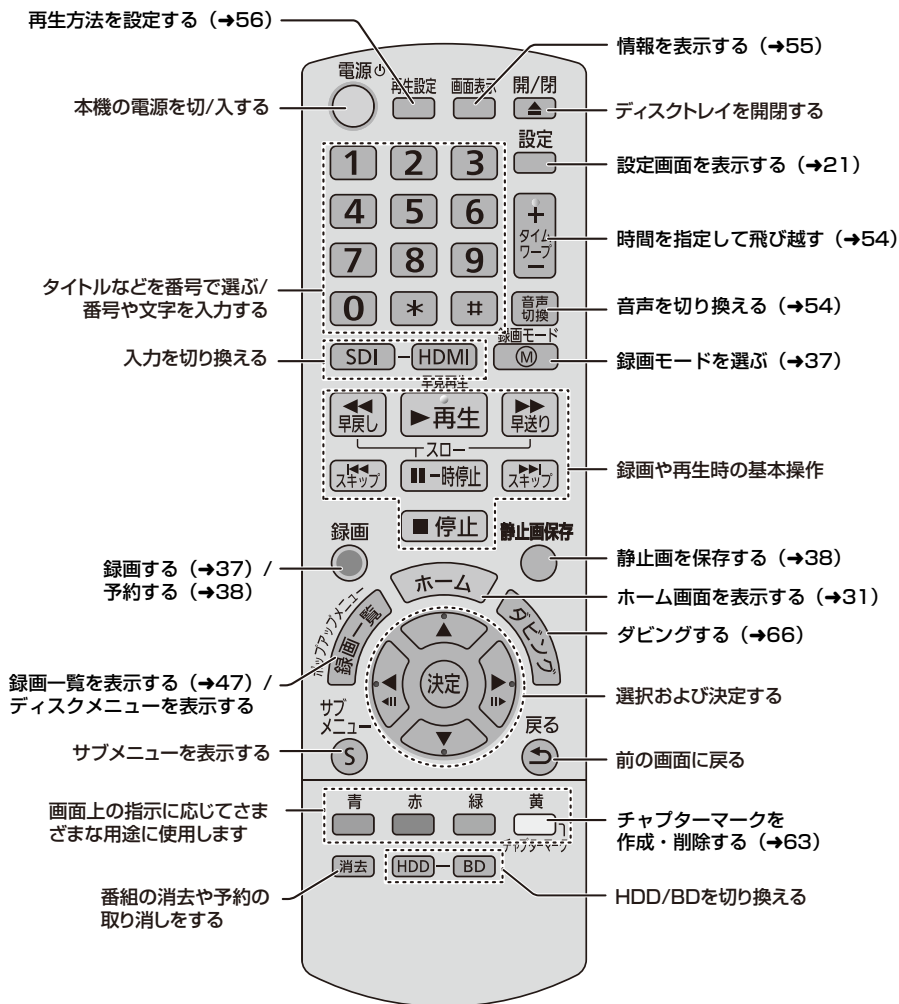 再生方法を設定する（➜56）
情報を表示する（➜55）
電源
再生設定
画面表示
開/閉
本機の電源を切/入する
ディスクトレイを開閉する
設定
設定画面を表示する（➜21）
1
2
3
4
5
6
7
8
9
0
*
#
+
タイム
ワープ
-
時間を指定して飛び越す（➜54）
タイトルなどを番号で選ぶ/
番号や文字を入力する
音声
切換
音声を切り換える（➜54）
入力を切り換える
SDI
HDMI
録画モード
M
録画モードを選ぶ（➜37）
早見再生
早戻し
再生
早送り
スロー
スキップ
一時停止
スキップ
録画や再生時の基本操作
停止
録画
静止画保存
静止画を保存する（➜38）
録画する（➜37）/
予約する（➜38）
ホーム
ホーム画面を表示する（➜31）
ポップアップメニュー
録画一覧
ダビング
ダビングする（➜66）
録画一覧を表示する（➜47）/
ディスクメニューを表示する
決定
選択および決定する
サブ
メニュー
S
サブメニューを表示する
戻る
前の画面に戻る
画面上の指示に応じてさま
ざまな用途に使用します
青
赤
緑
黄
チャプターマーク
チャプターマークを
作成・削除する（➜63）
消去
HDD
BD
番組の消去や予約の
取り消しをする
HDD/BDを切り換える